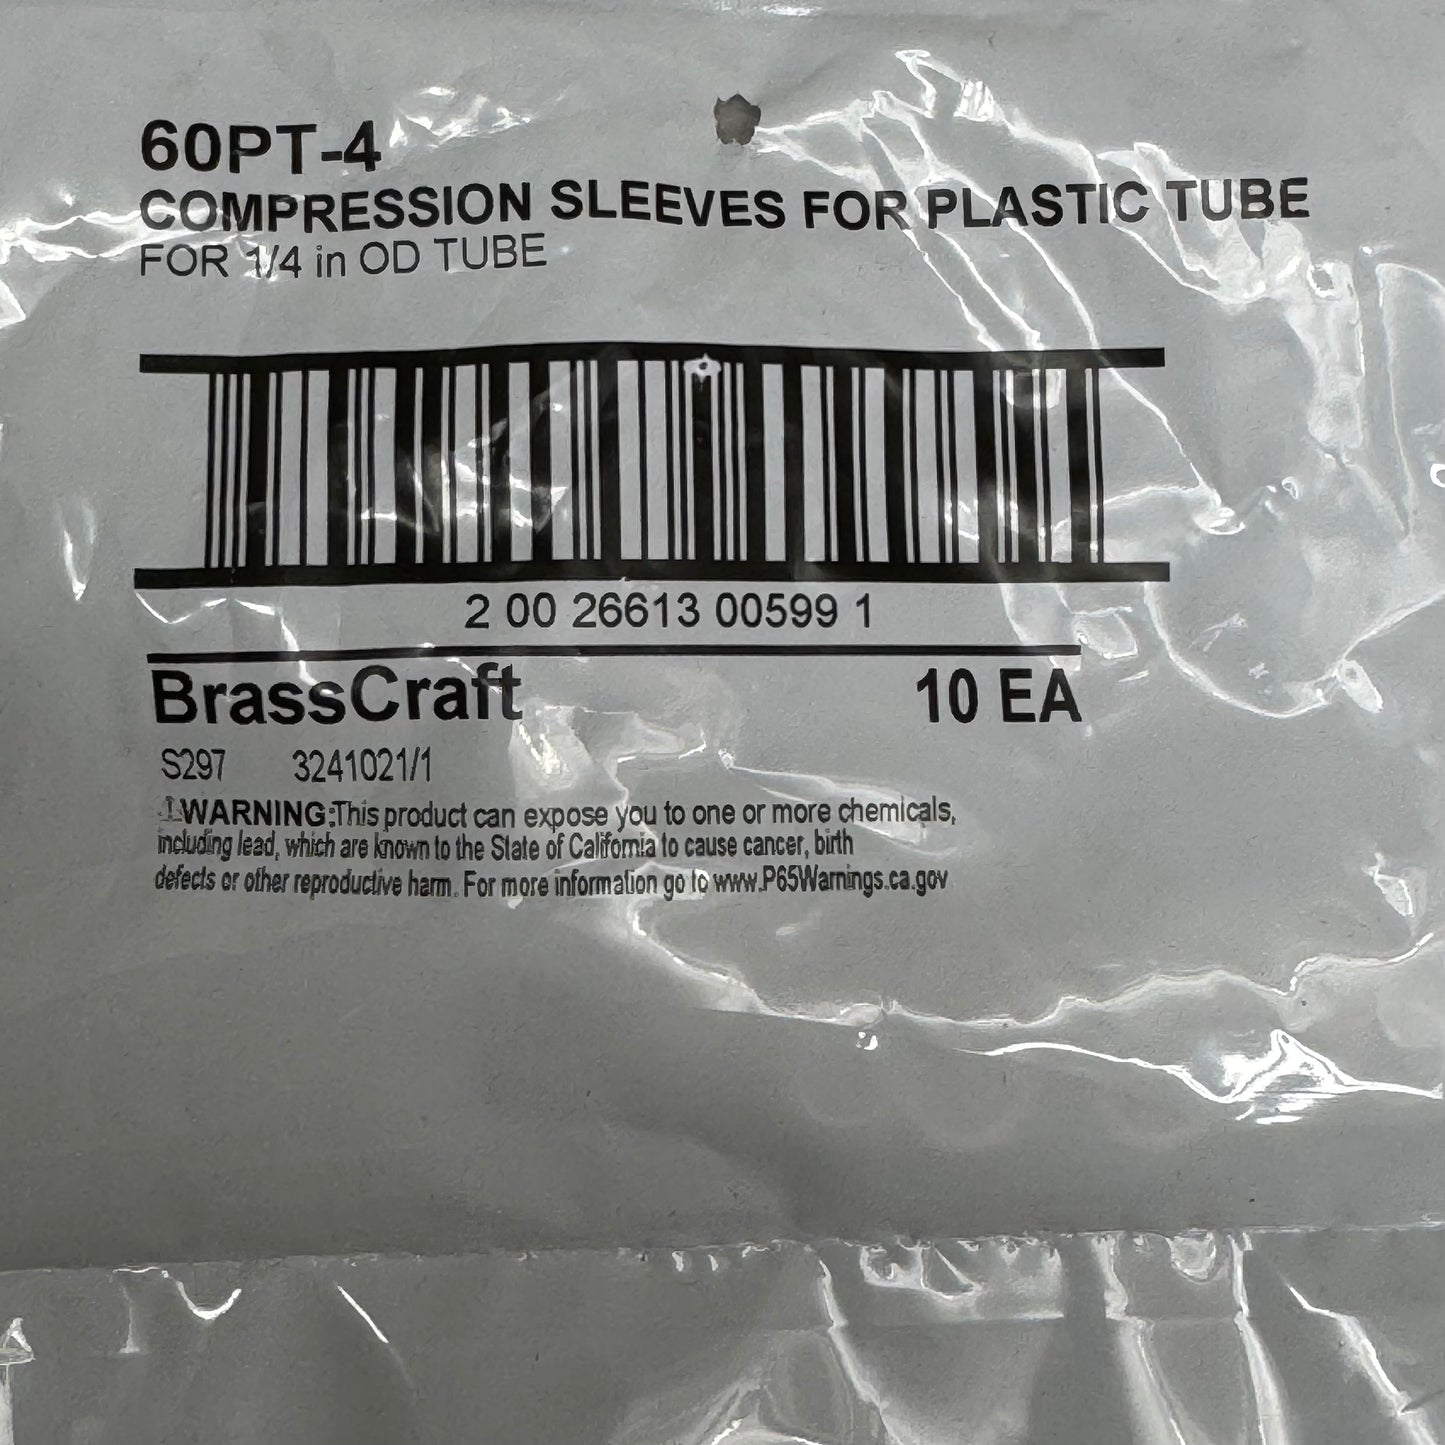 60PT-4
COMPRESSION SLEEVES FOR PLASTIC TUBE
FOR 1/4 in OD TUBE
2 00 26613 00599 1
BrassCraft 10 EA
S297 3241021/1
⚠WARNING:This product can expose you to one or more chemicals,
including lead, which are known to the State of California to cause cancer, birth
defects or other reproductive harm. For more information go to www.P65Warnings.ca.gov